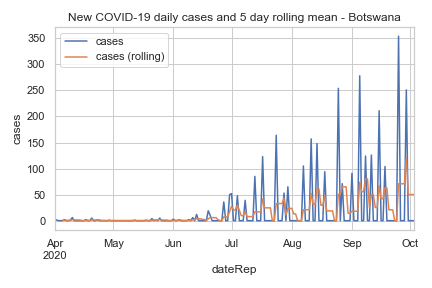 New COVID-19 daily cases and 5 day rolling mean - Botswana
cases
cases (rolling)
350
300
250
200
150
100
50
0
cases
Apr
2020
May
Jun
Jul
Aug
Sep
Oct
dateRep